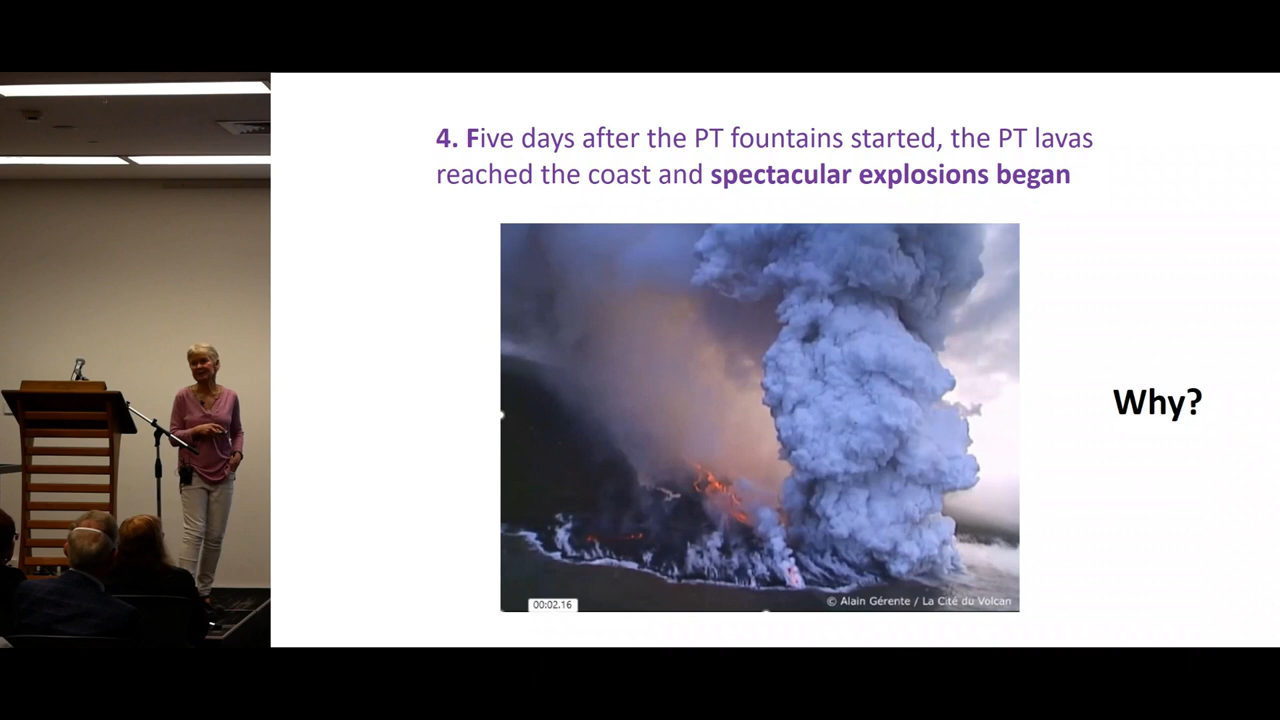 4. Five days after the PT fountains started, the PT lavas
reached the coast and spectacular explosions began
Why?
00:02.16
© Alain Gérente / La Cité du Volcan